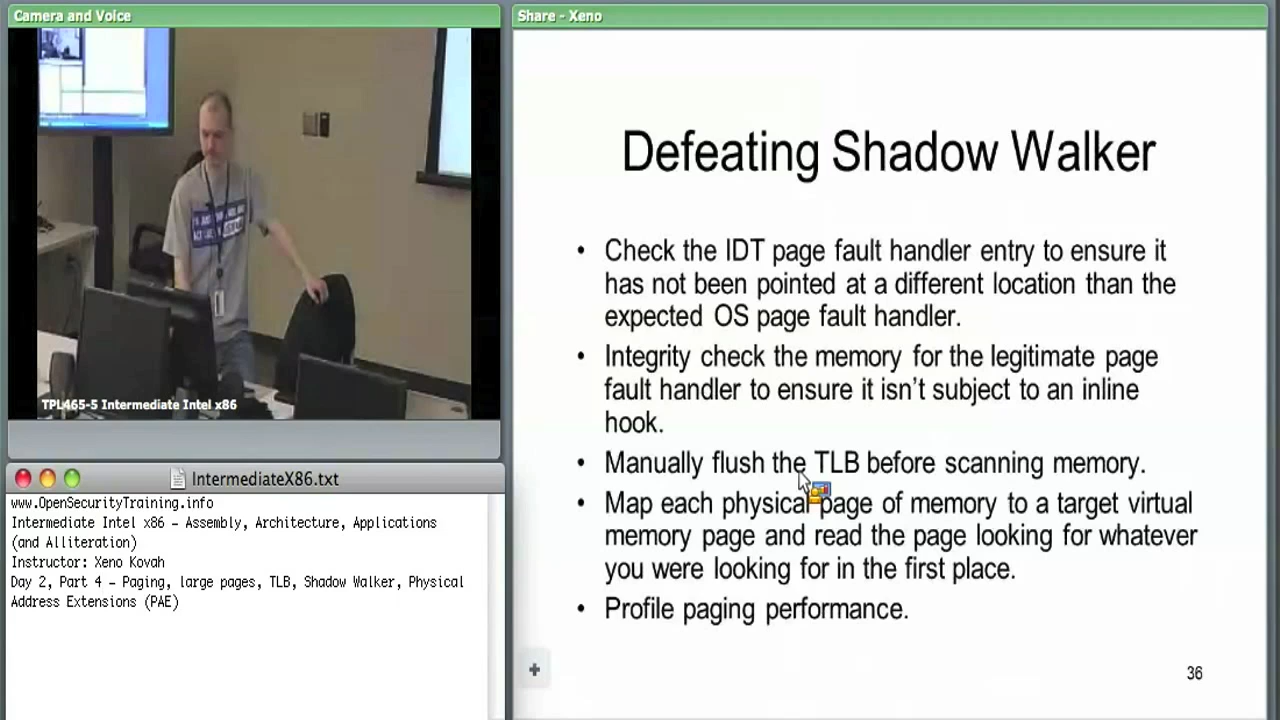 Camera and Voice
TPL465-5 Intermediate Intel x86
IntermediateX86.txt
www.OpenSecurityTraining.info
Intermediate Intel x86 – Assembly, Architecture, Applications
(and Alliteration)
Instructor: Xeno Kovah
Day 2, Part 4 – Paging, large pages, TLB, Shadow Walker, Physical
Address Extensions (PAE)
Share - Xeno
Defeating Shadow Walker
• Check the IDT page fault handler entry to ensure it
has not been pointed at a different location than the
expected OS page fault handler.
• Integrity check the memory for the legitimate page
fault handler to ensure it isn’t subject to an inline
hook.
• Manually flush the TLB before scanning memory.
• Map each physical page of memory to a target virtual
memory page and read the page looking for whatever
you were looking for in the first place.
• Profile paging performance.
36